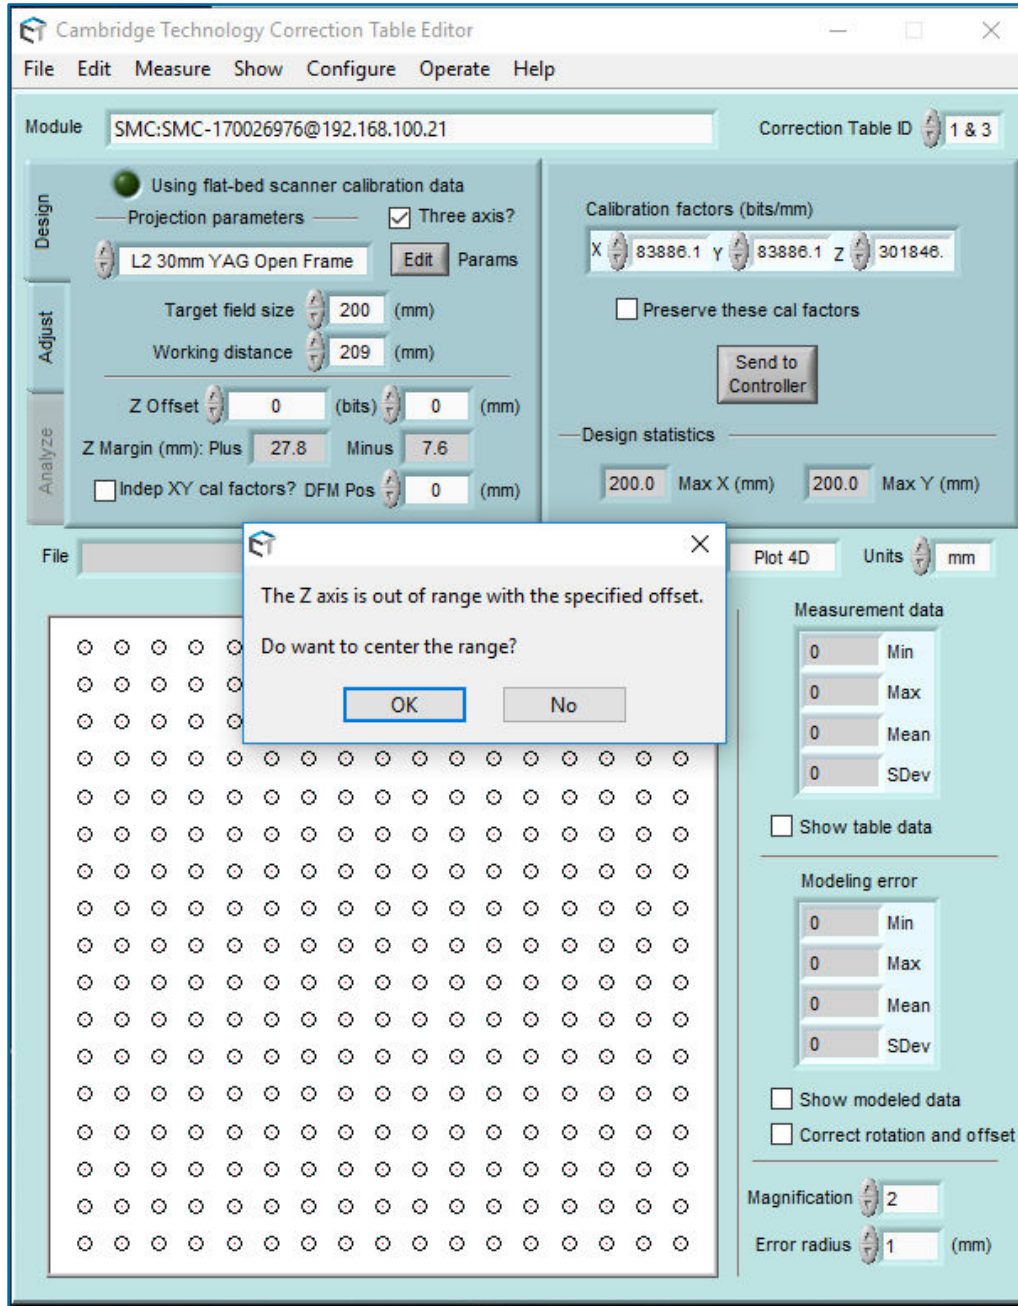 Cambridge Technology Correction Table Editor
File Edit Measure Show Configure Operate Help
Module SMC:SMC-170026976@192.168.100.21 Correction Table ID 1 & 3
Design
Adjust
Analyze
Using flat-bed scanner calibration data
Projection parameters Three axis?
L2 30mm YAG Open Frame Edit Params
Target field size 200 (mm)
Working distance 209 (mm)
Z Offset 0 (bits) 0 (mm)
Z Margin (mm): Plus 27.8 Minus 7.6
Indep XY cal factors? DFM Pos 0 (mm)
Calibration factors (bits/mm)
X 83886.1 Y 83886.1 Z 301846.
Preserve these cal factors
Send to
Controller
Design statistics
200.0 Max X (mm) 200.0 Max Y (mm)
File Plot 4D Units mm
The Z axis is out of range with the specified offset.
Do want to center the range?
OK No
Measurement data
0 Min
0 Max
0 Mean
0 SDev
Show table data
Modeling error
0 Min
0 Max
0 Mean
0 SDev
Show modeled data
Correct rotation and offset
Magnification 2
Error radius 1 (mm)